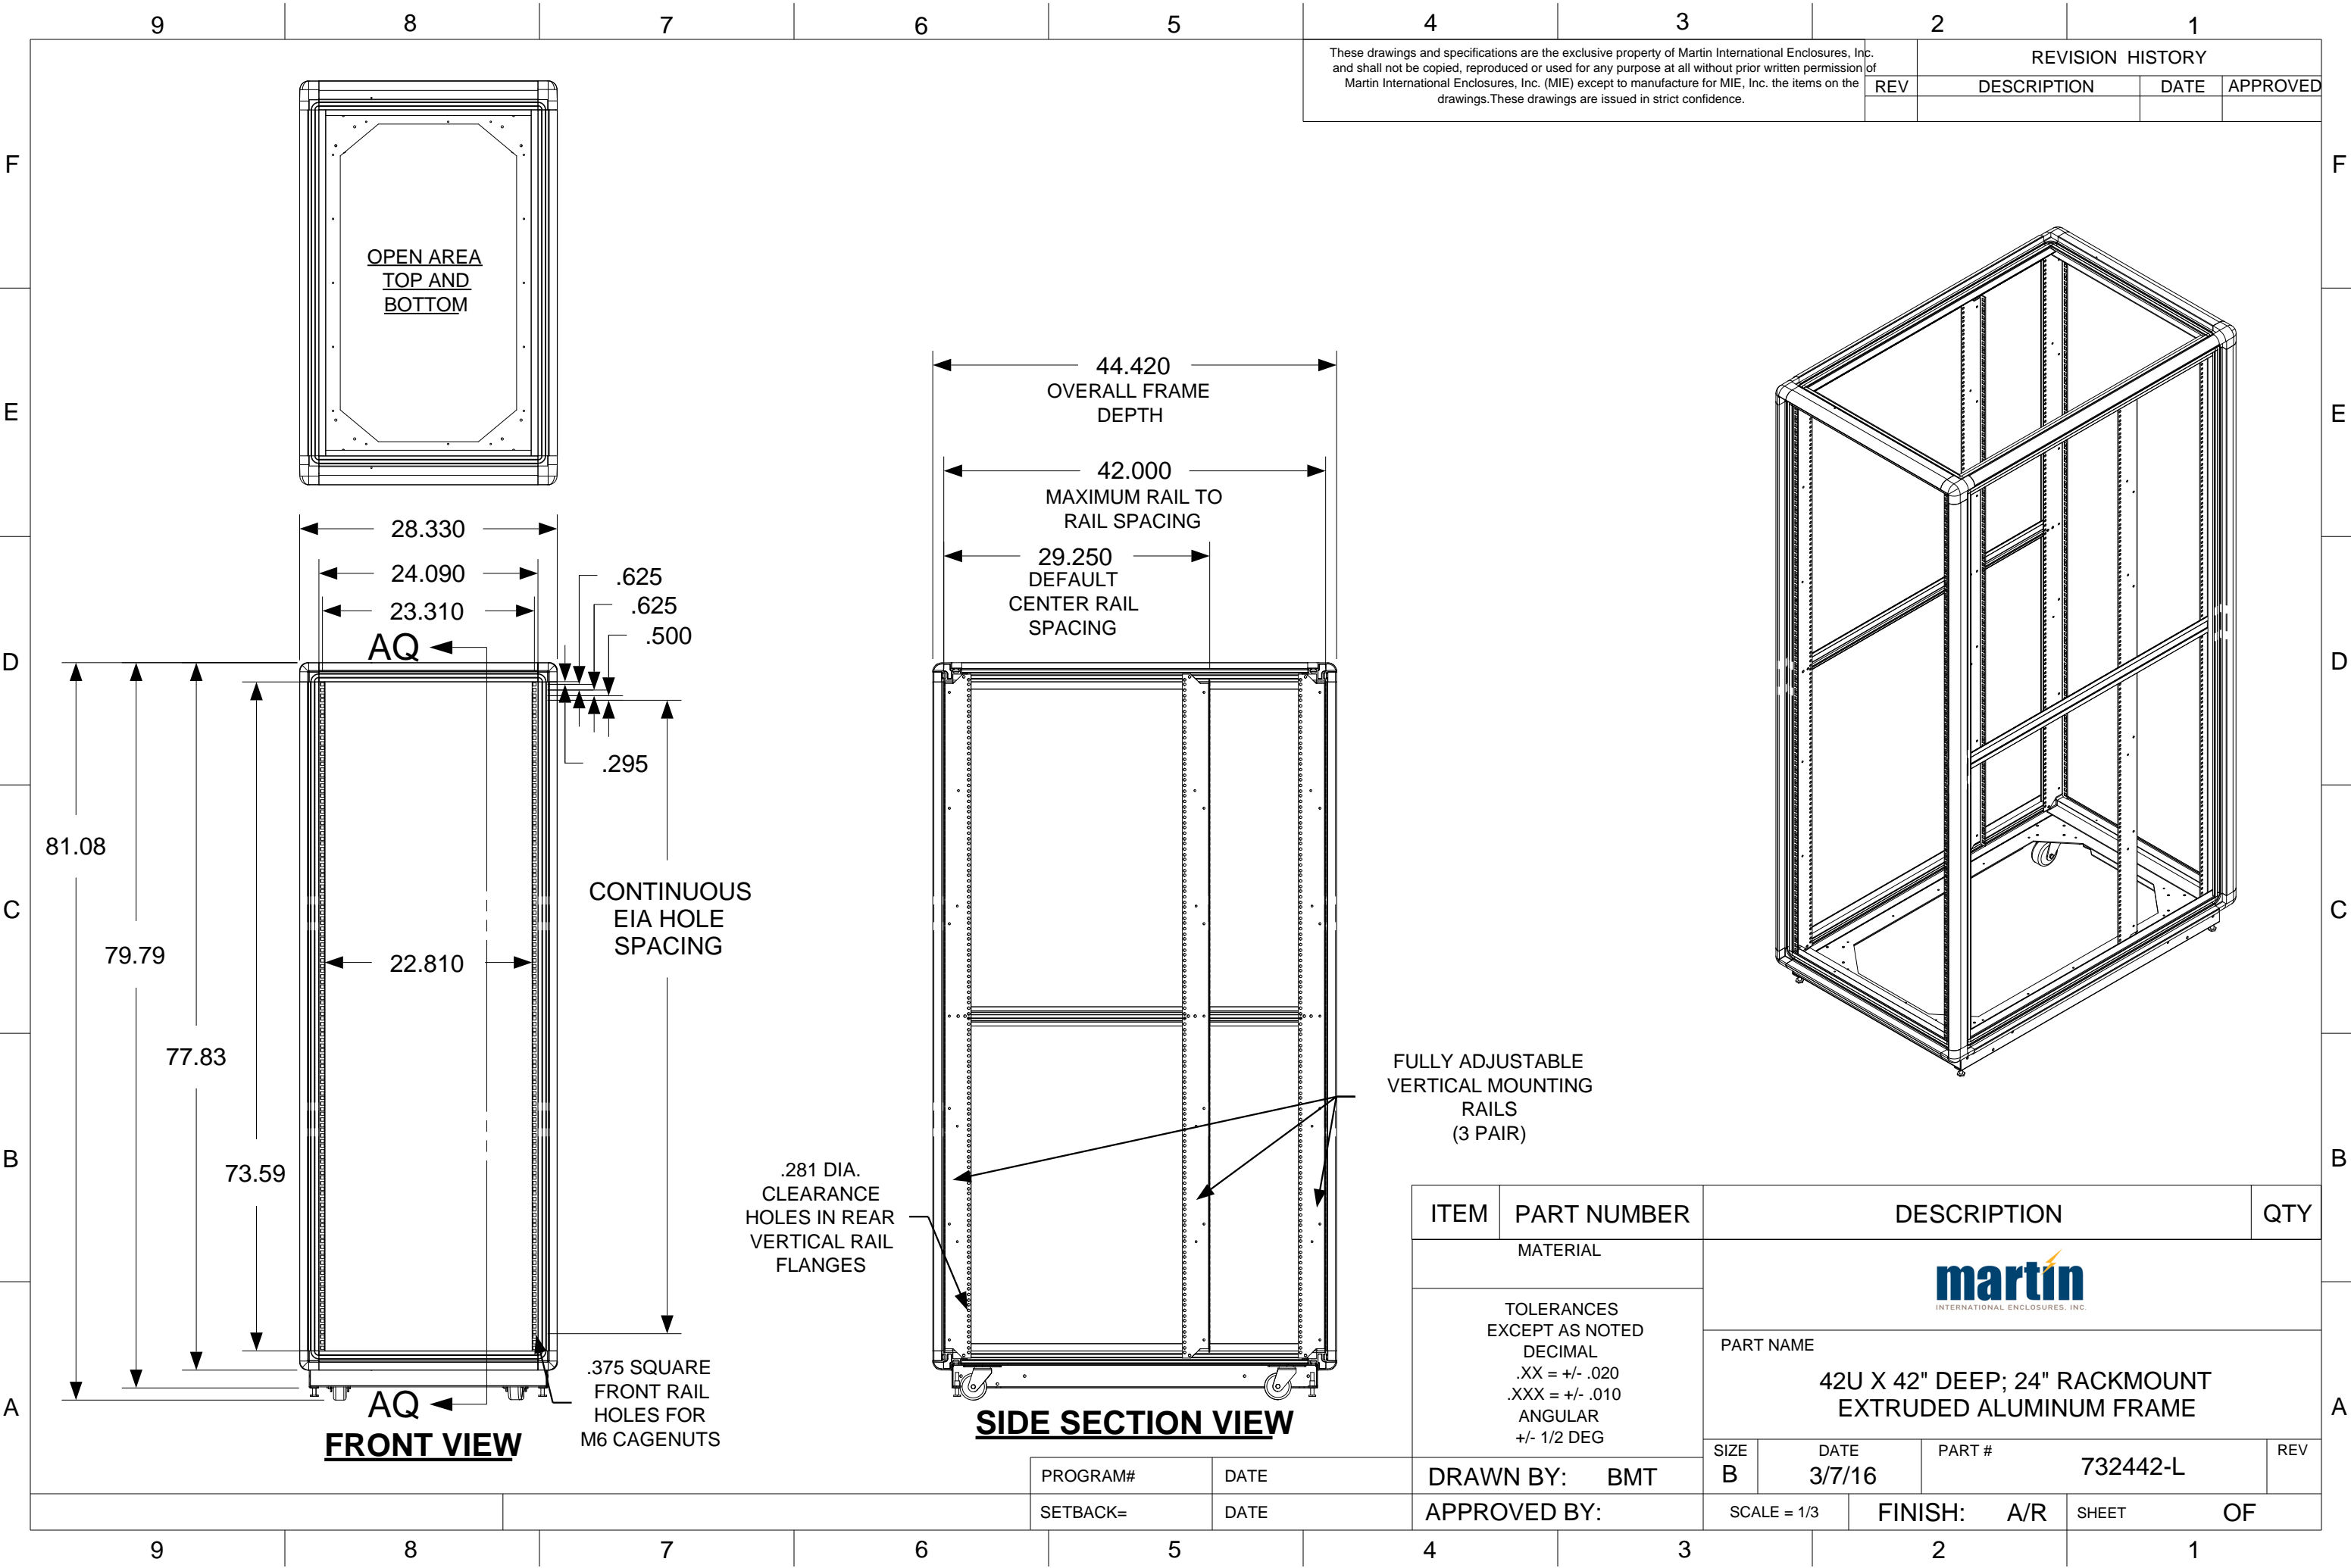 9 8 7 6 5 4 3 2 1
These drawings and specifications are the exclusive property of Martin International Enclosures, Inc.
and shall not be copied, reproduced or used for any purpose at all without prior written permission of
Martin International Enclosures, Inc. (MIE) except to manufacture for MIE, Inc. the items on the
drawings.These drawings are issued in strict confidence.
REVISION HISTORY
REV DESCRIPTION DATE APPROVED
F F
E E
D D
C C
B B
A A
OPEN AREA
TOP AND
BOTTOM
28.330
24.090
23.310
.625
.625
.500
.295
AQ
81.08
79.79
77.83
73.59
22.810
CONTINUOUS
EIA HOLE
SPACING
.375 SQUARE
FRONT RAIL
HOLES FOR
M6 CAGENUTS
AQ
FRONT VIEW
44.420
OVERALL FRAME
DEPTH
42.000
MAXIMUM RAIL TO
RAIL SPACING
29.250
DEFAULT
CENTER RAIL
SPACING
.281 DIA.
CLEARANCE
HOLES IN REAR
VERTICAL RAIL
FLANGES
FULLY ADJUSTABLE
VERTICAL MOUNTING
RAILS
(3 PAIR)
SIDE SECTION VIEW
ITEM PART NUMBER DESCRIPTION QTY
MATERIAL
TOLERANCES
EXCEPT AS NOTED
DECIMAL
.XX = +/- .020
.XXX = +/- .010
ANGULAR
+/- 1/2 DEG
martin
INTERNATIONAL ENCLOSURES, INC.
PART NAME
42U X 42" DEEP; 24" RACKMOUNT
EXTRUDED ALUMINUM FRAME
SIZE DATE PART # REV
B 3/7/16 732442-L
PROGRAM# DATE
DRAWN BY: BMT
SETBACK= DATE
APPROVED BY:
SCALE = 1/3 FINISH: A/R SHEET OF
9 8 7 6 5 4 3 2 1